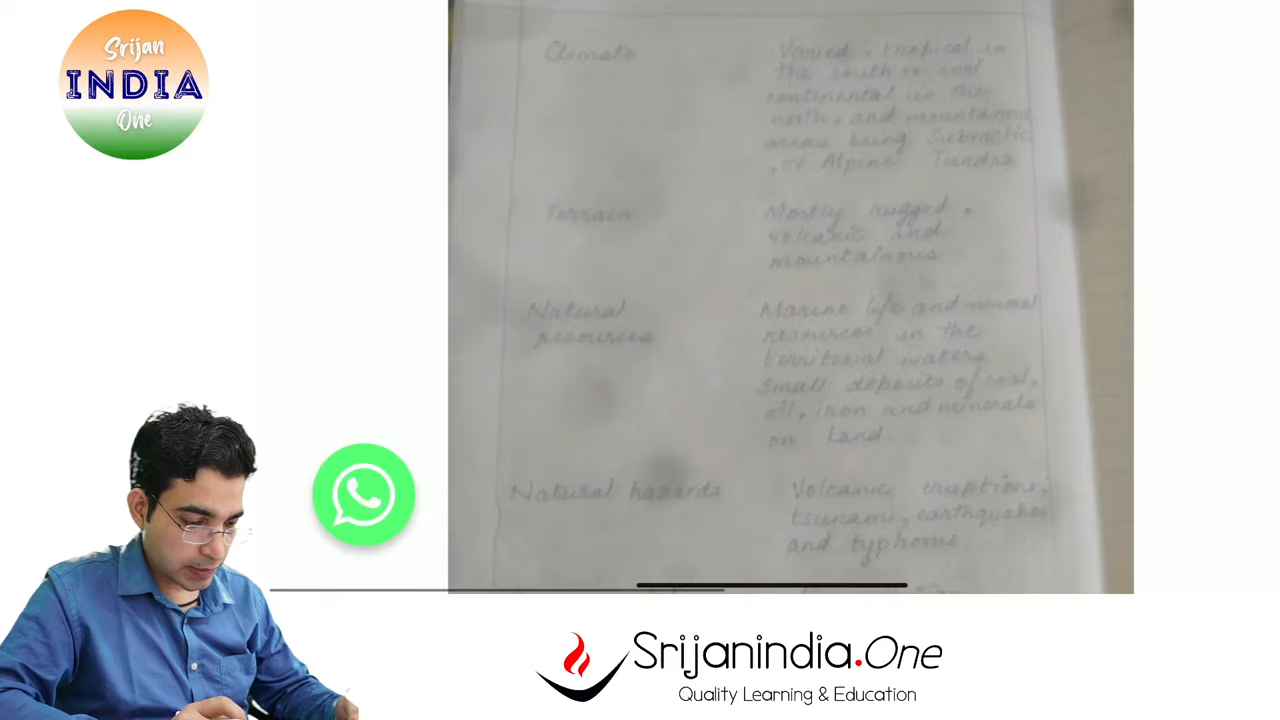 Srijan
INDIA
One
Climate
Varied, tropical in
the south to cool
continental in the
north, and mountainous
areas being Subractic
, or Alpine Tundra
Terrain
Mostly rugged,
volcanic and
mountainous
Natural
resources
Marine life and mineral
resources in the
territorial waters
Small deposits of coal,
oil, iron and minerals
on Land
Natural hazards
Volcanic eruptions,
tsunami, earthquakes
and typhoons
Srijanindia.One
Quality Learning & Education